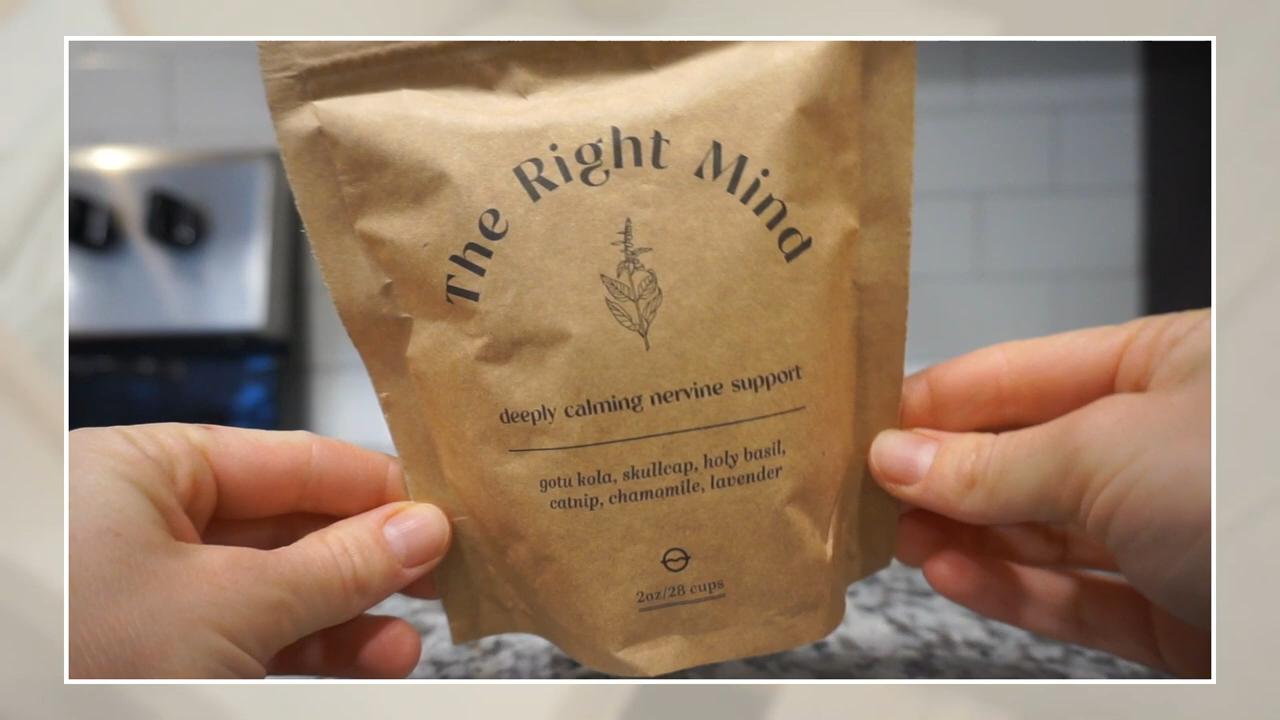 The Right Mind
deeply calming nervine support
gotu kola, skullcap, holy basil,
catnip, chamomile, lavender
2oz/28 cups